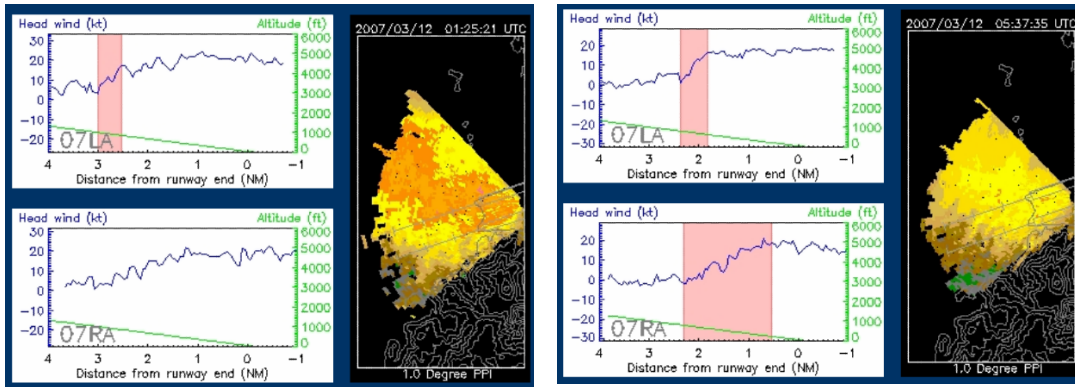 Head wind (kt) Altitude (ft)
30 6000
20 5000
10 4000
0 3000
-10 2000
-20 1000
0
07LA
4 3 2 1 0 -1
Distance from runway end (NM)
Head wind (kt) Altitude (ft)
30 6000
20 5000
10 4000
0 3000
-10 2000
-20 1000
0
07RA
4 3 2 1 0 -1
Distance from runway end (NM)
2007/03/12 01:25:21 UTC
1.0 Degree PPI
Head wind (kt) Altitude (ft)
20 6000
10 5000
0 4000
-10 3000
-20 2000
-30 1000
0
07LA
4 3 2 1 0 -1
Distance from runway end (NM)
Head wind (kt) Altitude (ft)
20 6000
10 5000
0 4000
-10 3000
-20 2000
-30 1000
0
07RA
4 3 2 1 0 -1
Distance from runway end (NM)
2007/03/12 05:37:35 UTC
1.0 Degree PPI